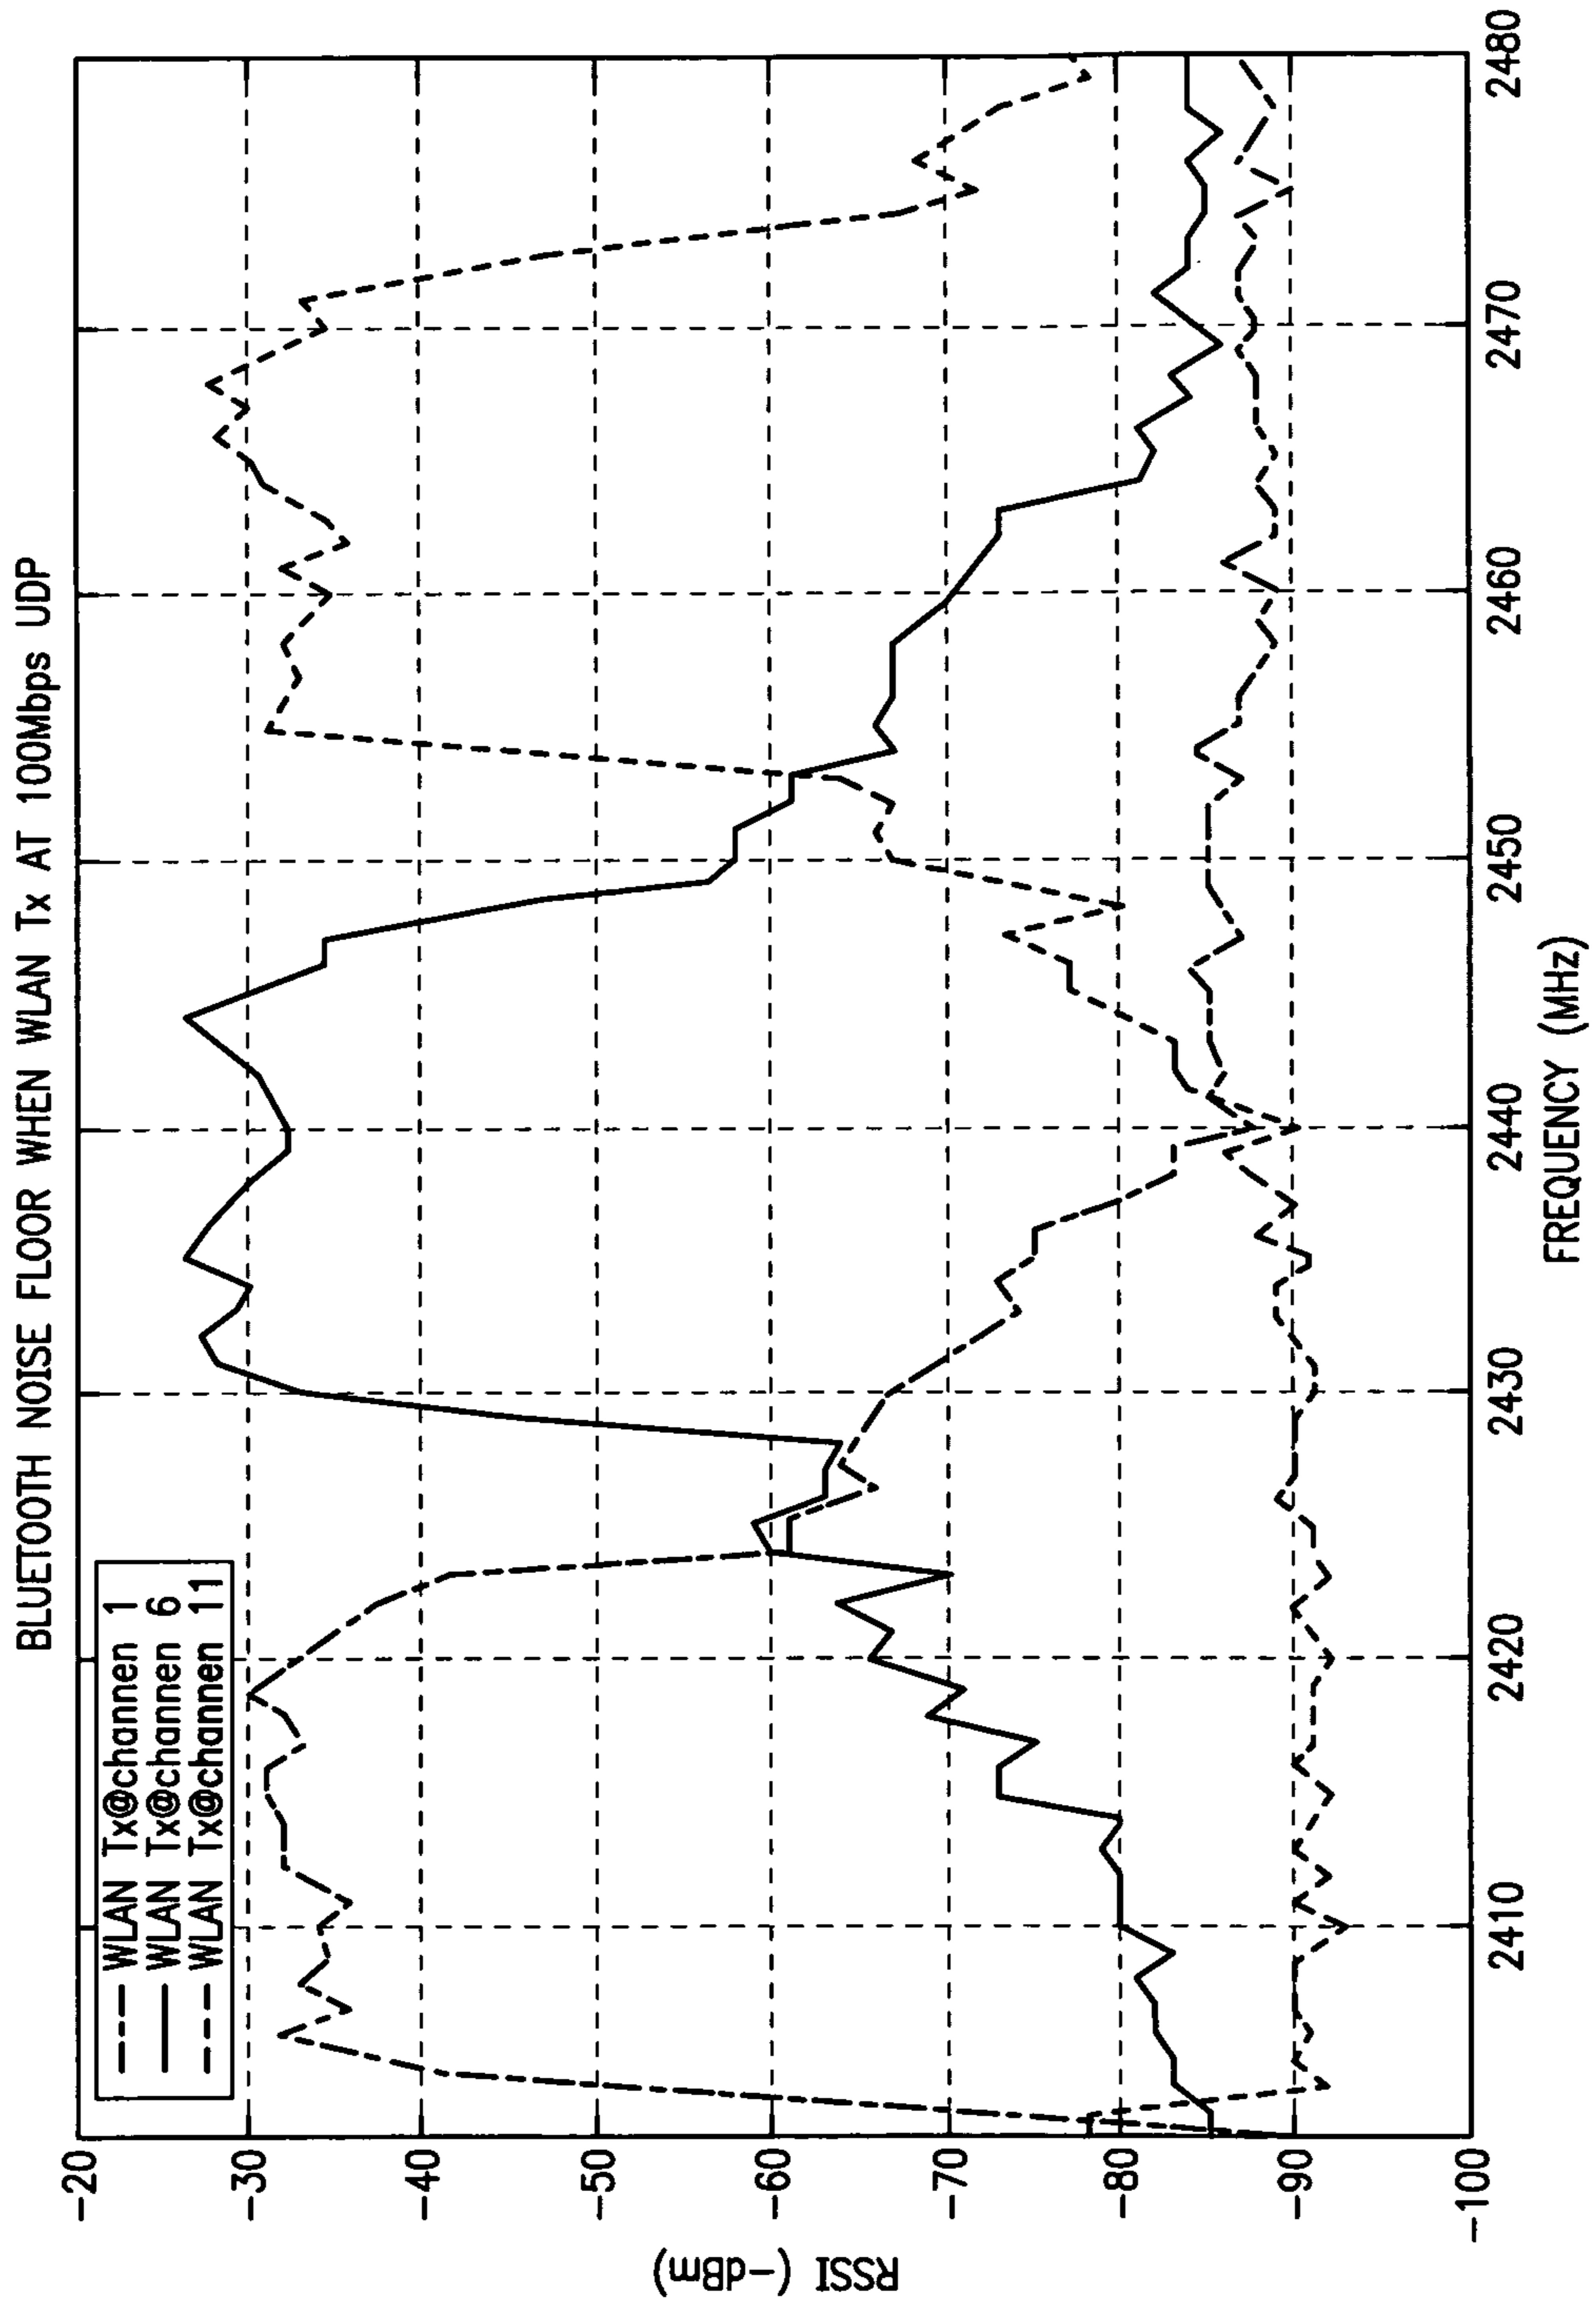 BLUETOOTH NOISE FLOOR WHEN WLAN Tx AT 100Mbps UDP
WLAN Tx@channen 1
WLAN Tx@channen 6
WLAN Tx@channen 11
RSSI (-dBm)
-20
-30
-40
-50
-60
-70
-80
-90
-100
2410
2420
2430
2440
2450
2460
2470
2480
FREQUENCY (MHz)